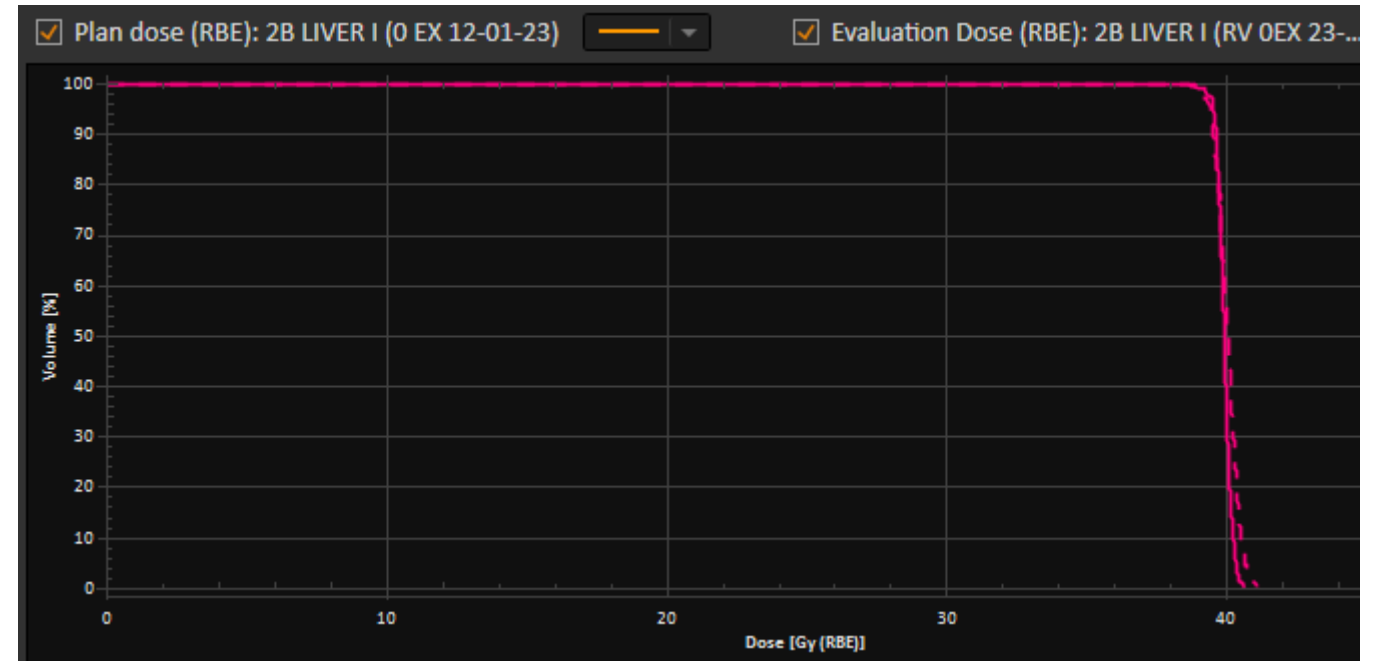 Plan dose (RBE): 2B LIVER I (0 EX 12-01-23)
Evaluation Dose (RBE): 2B LIVER I (RV 0EX 23-...
100
90
80
70
60
50
40
30
20
10
0
Volume [%]
0 10 20 30 40
Dose [Gy (RBE)]